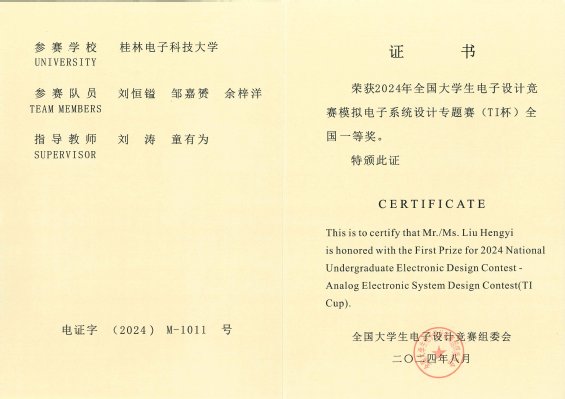 参 赛 学 校 桂林电子科技大学
UNIVERSITY
参 赛 队 员 刘恒镒 邹嘉赟 余梓洋
TEAM MEMBERS
指 导 教 师 刘 涛 童有为
SUPERVISOR
电证字 (2024) M-1011 号
证 书
荣获2024年全国大学生电子设计竞
赛模拟电子系统设计专题赛（TI杯）全
国一等奖。
特颁此证
CERTIFICATE
This is to certify that Mr./Ms. Liu Hengyi
is honored with the First Prize for 2024 National
Undergraduate Electronic Design Contest -
Analog Electronic System Design Contest(TI
Cup).
全国大学生电子设计竞赛组委会
二〇二四年八月